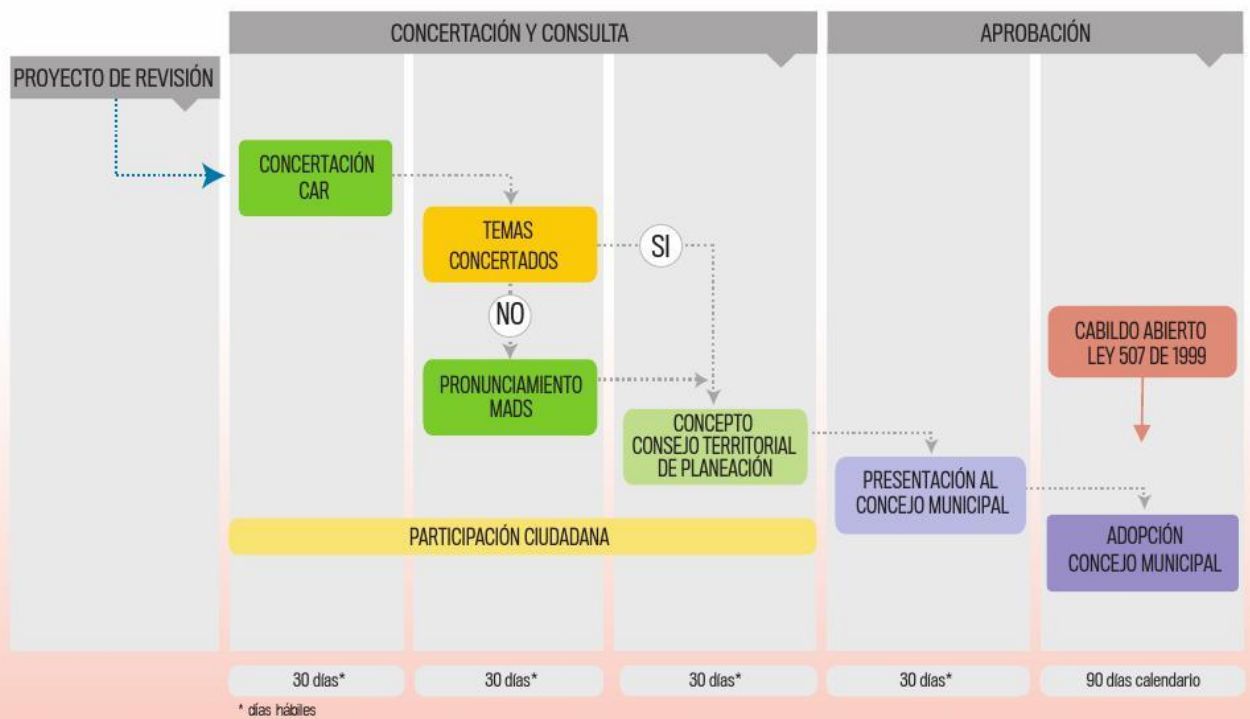 CONCERTACIÓN Y CONSULTA
APROBACIÓN
PROYECTO DE REVISIÓN
CONCERTACIÓN
CAR
TEMAS
CONCERTADOS
SI
NO
PRONUNCIAMIENTO
MADS
CONCEPTO
CONSEJO TERRITORIAL
DE PLANEACIÓN
PRESENTACIÓN AL
CONCEJO MUNICIPAL
CABILDO ABIERTO
LEY 507 DE 1999
ADOPCIÓN
CONCEJO MUNICIPAL
PARTICIPACIÓN CIUDADANA
30 días*
30 días*
30 días*
30 días*
90 días calendario
* días hábiles